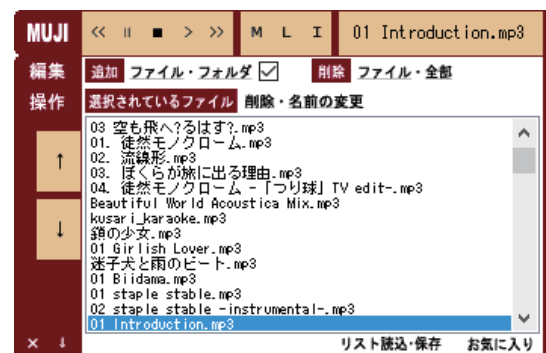 MUJI << II ■ > >> M L I 01 Introduction.mp3
編集 追加 ファイル・フォルダ ☑ 削除 ファイル・全部
操作 選択されているファイル 削除・名前の変更
03 空も飛へ?るはす?.mp3
01. 徒然モノクローム.mp3
02. 流線形.mp3
03. ぼくらが旅に出る理由.mp3
04. 徒然モノクローム -「つり球」TV edit-.mp3
Beautiful World Acoustica Mix.mp3
kusari_karaoke.mp3
鎖の少女.mp3
01 Girlish Lover.mp3
迷子犬と雨のビート.mp3
01 Biidama.mp3
01 staple stable.mp3
02 staple stable -instrumental-.mp3
01 Introduction.mp3
↑
↓
× ↓ リスト読込・保存 お気に入り